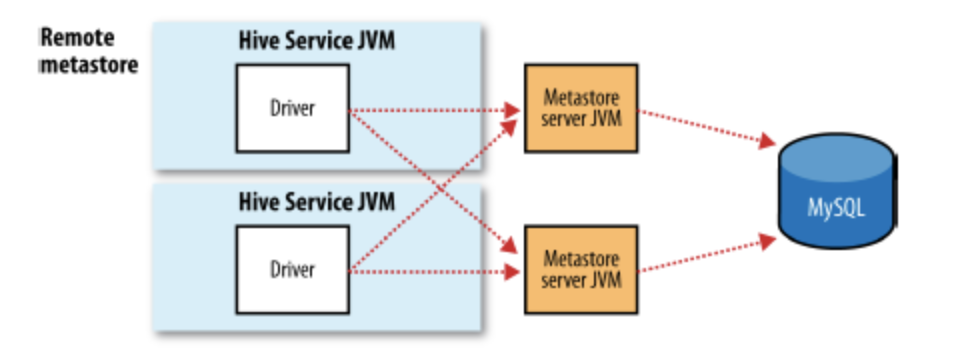 Remote
metastore
Hive Service JVM
Driver
Metastore
server JVM
MySQL
Hive Service JVM
Driver
Metastore
server JVM